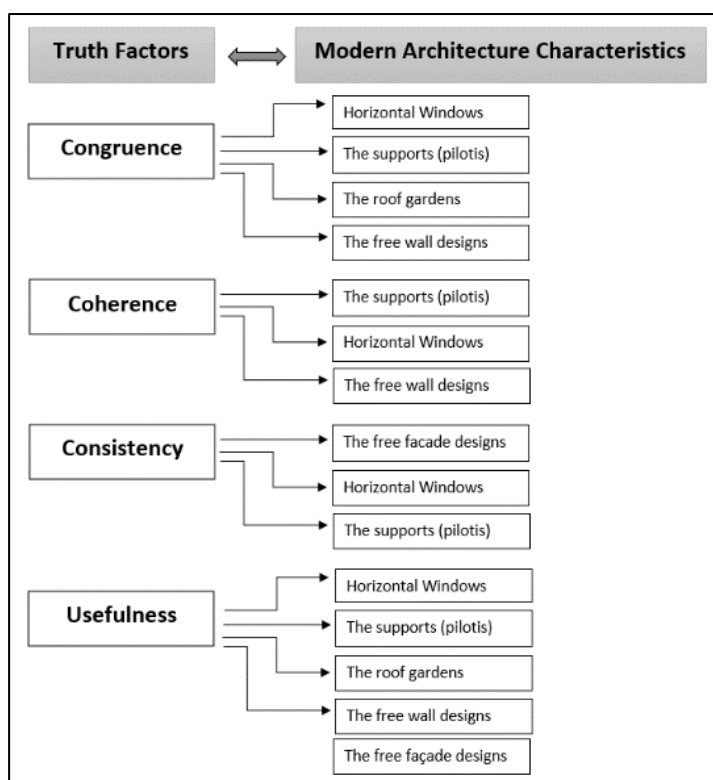 Truth Factors
Modern Architecture Characteristics
Congruence
Horizontal Windows
The supports (pilotis)
The roof gardens
The free wall designs
Coherence
The supports (pilotis)
Horizontal Windows
The free wall designs
Consistency
The free facade designs
Horizontal Windows
The supports (pilotis)
Usefulness
Horizontal Windows
The supports (pilotis)
The roof gardens
The free wall designs
The free façade designs